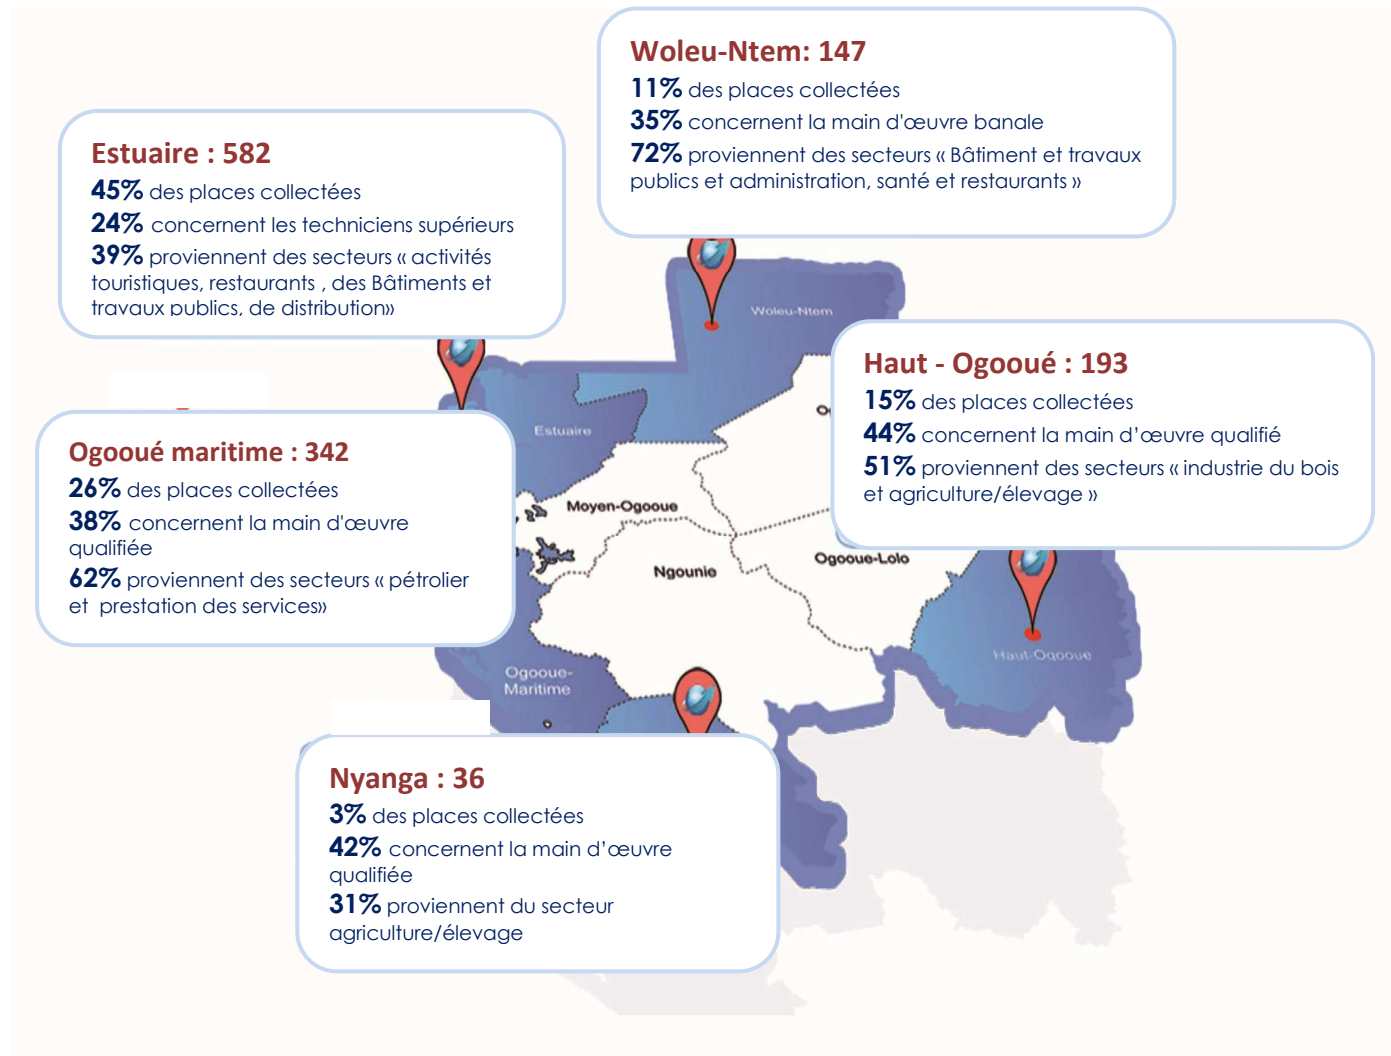 Woleu-Ntem: 147
11% des places collectées
35% concernent la main d'œuvre banale
72% proviennent des secteurs « Bâtiment et travaux
publics et administration, santé et restaurants »
Estuaire : 582
45% des places collectées
24% concernent les techniciens supérieurs
39% proviennent des secteurs « activités
touristiques, restaurants , des Bâtiments et
travaux publics, de distribution»
Woleu-Ntem
Haut - Ogooué : 193
15% des places collectées
44% concernent la main d’œuvre qualifié
51% proviennent des secteurs « industrie du bois
et agriculture/élevage »
Estuaire
Ogooué maritime : 342
26% des places collectées
38% concernent la main d'œuvre
qualifiée
62% proviennent des secteurs « pétrolier
et prestation des services»
Moyen-Ogooue
Ngounie
Ogooue-Lolo
Haut-Ogooue
Ogooue-
Maritime
Nyanga : 36
3% des places collectées
42% concernent la main d’œuvre
qualifiée
31% proviennent du secteur
agriculture/élevage